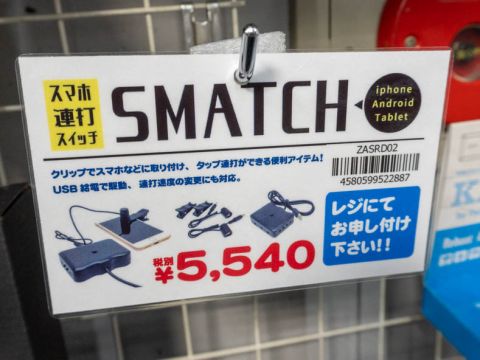 スマホ
連打
スイッチ
SMATCH
iphone
Android
Tablet
クリップでスマホなどに取り付け、タップ連打ができる便利アイテム!
USB給電で駆動、連打速度の変更にも対応。
ZASRD02
4580599522887
レジにて
お申し付け
下さい!!
税別
¥5,540